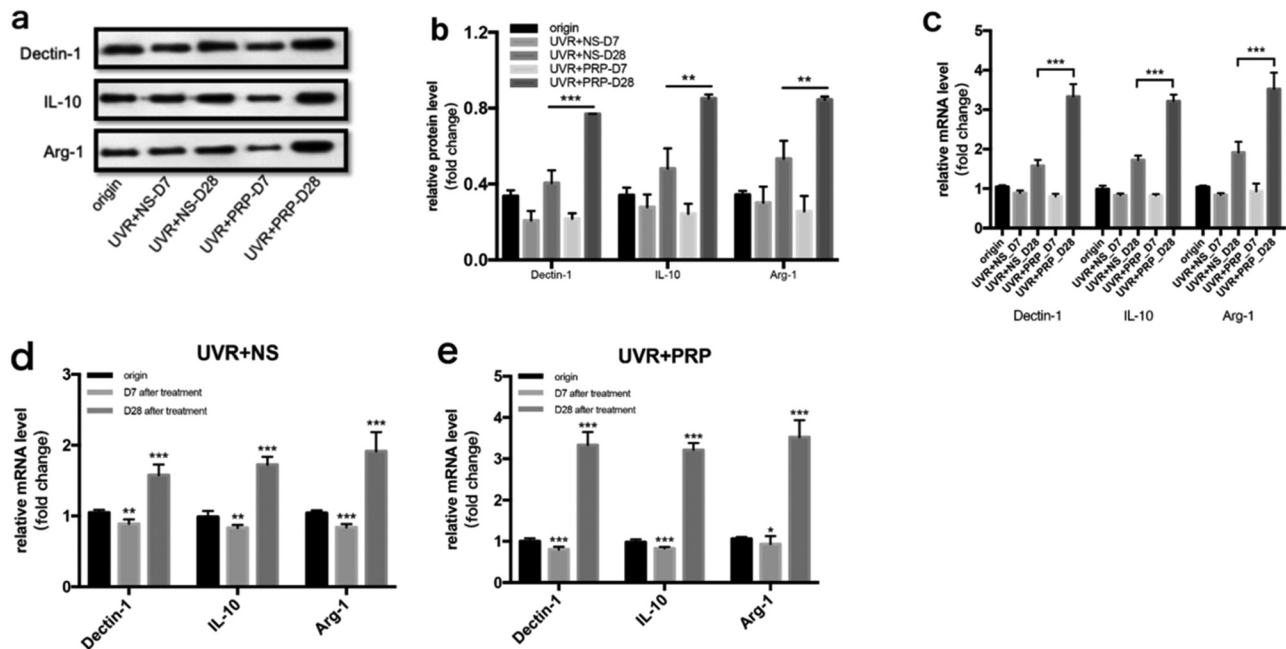 a
Dectin-1
IL-10
Arg-1
origin
UVR+NS-D7
UVR+NS-D28
UVR+PRP-D7
UVR+PRP-D28
b
origin
UVR+NS-D7
UVR+NS-D28
UVR+PRP-D7
UVR+PRP-D28
relative protein level
(fold change)
1.2
0.8
0.4
0.0
***
**
**
Dectin-1 IL-10 Arg-1
c
relative mRNA level
(fold change)
5
4
3
2
1
0
***
***
***
origin
UVR+NS_D7
UVR+NS_D28
UVR+PRP_D7
UVR+PRP_D28
origin
UVR+NS_D7
UVR+NS_D28
UVR+PRP_D7
UVR+PRP_D28
origin
UVR+NS_D7
UVR+NS_D28
UVR+PRP_D7
UVR+PRP_D28
Dectin-1 IL-10 Arg-1
d
UVR+NS
origin
D7 after treatment
D28 after treatment
relative mRNA level
(fold change)
3
2
1
0
** ***
** ***
*** ***
Dectin-1
IL-10
Arg-1
e
UVR+PRP
origin
D7 after treatment
D28 after treatment
relative mRNA level
(fold change)
5
4
3
2
1
0
*** ***
*** ***
* ***
Dectin-1
IL-10
Arg-1